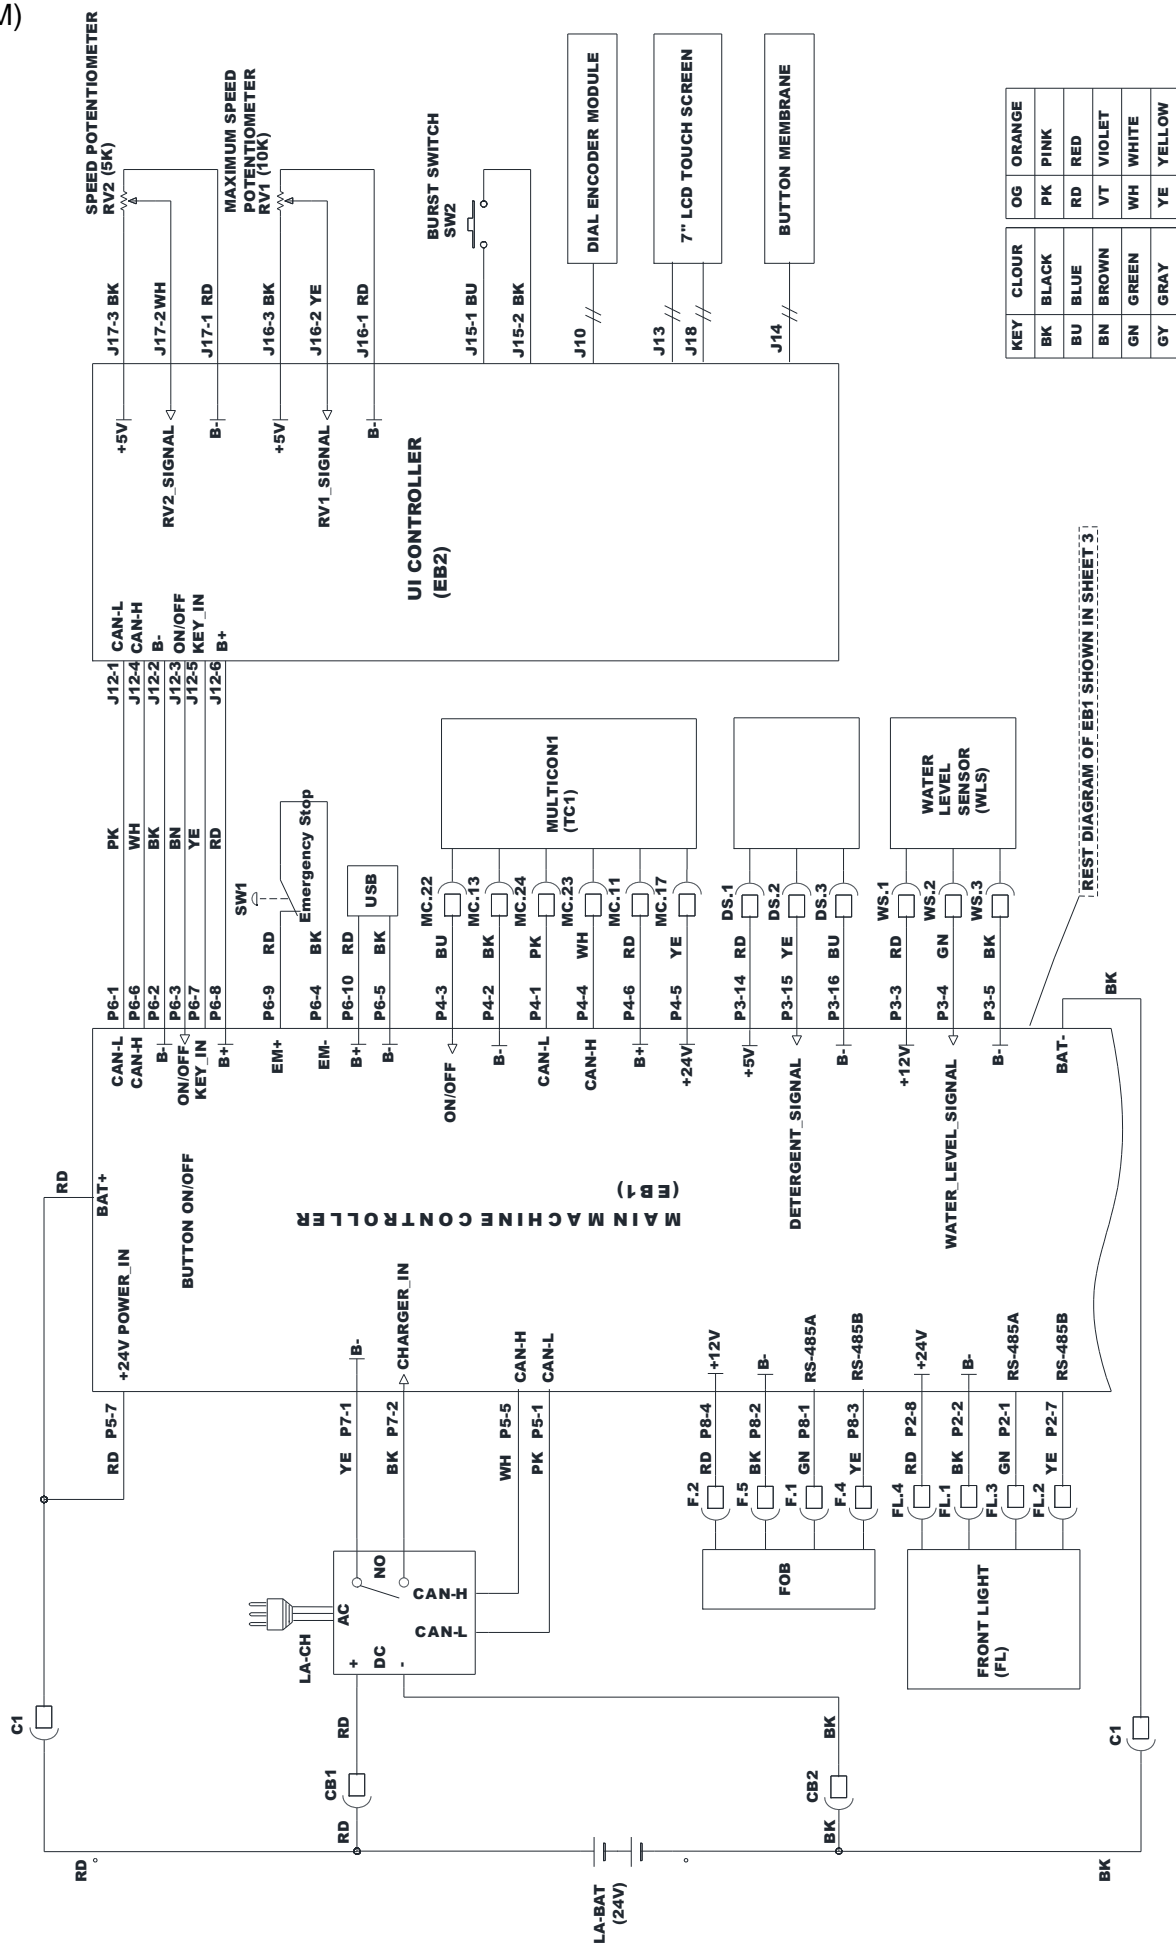 M)
SPEED POTENTIOMETER
RV2 (5K)
MAXIMUM SPEED
POTENTIOMETER
RV1 (10K)
BURST SWITCH
SW2
DIAL ENCODER MODULE
7" LCD TOUCH SCREEN
BUTTON MEMBRANE
J17-3 BK
J17-2WH
J17-1 RD
J16-3 BK
J16-2 YE
J16-1 RD
J15-1 BU
J15-2 BK
J10
J13
J18
J14
+5V
RV2_SIGNAL
B-
+5V
RV1_SIGNAL
B-
UI CONTROLLER
(EB2)
CAN-L
CAN-H
B-
ON/OFF
KEY_IN
B+
J12-1
J12-4
J12-2
J12-3
J12-5
J12-6
PK
WH
BK
BN
YE
RD
P6-1
P6-6
P6-2
P6-3
P6-7
P6-8
CAN-L
CAN-H
B-
ON/OFF
KEY_IN
B+
SW1
Emergency Stop
RD
BK
P6-9
P6-4
EM+
EM-
USB
RD
BK
P6-10
P6-5
B+
B-
MULTICON1
(TC1)
MC.22
MC.13
MC.24
MC.23
MC.11
MC.17
BU
BK
PK
WH
RD
YE
P4-3
P4-2
P4-1
P4-4
P4-6
P4-5
ON/OFF
B-
CAN-L
CAN-H
B+
+24V
DS.1
DS.2
DS.3
RD
YE
BU
P3-14
P3-15
P3-16
+5V
DETERGENT_SIGNAL
B-
WATER
LEVEL
SENSOR
(WLS)
WS.1
WS.2
WS.3
RD
GN
BK
P3-3
P3-4
P3-5
+12V
WATER_LEVEL_SIGNAL
B-
REST DIAGRAM OF EB1 SHOWN IN SHEET 3
BK
BAT-
RD
BAT+
+24V POWER_IN
BUTTON ON/OFF
MAIN MACHINE CONTROLLER
(EB1)
B-
CHARGER_IN
CAN-H
CAN-L
+12V
B-
RS-485A
RS-485B
+24V
B-
RS-485A
RS-485B
RD P5-7
YE P7-1
BK P7-2
WH P5-5
PK P5-1
RD P8-4
BK P8-2
GN P8-1
YE P8-3
RD P2-8
BK P2-2
GN P2-1
YE P2-7
F.2
F.5
F.1
F.4
FL.4
FL.1
FL.3
FL.2
FOB
FRONT LIGHT
(FL)
LA-CH
AC
NO
CAN-H
CAN-L
+
DC
-
C1
RD
CB1
RD
BK
CB2
BK
C1
RD
BK
LA-BAT
(24V)
KEY CLOUR
BK BLACK
BU BLUE
BN BROWN
GN GREEN
GY GRAY
OG ORANGE
PK PINK
RD RED
VT VIOLET
WH WHITE
YE YELLOW